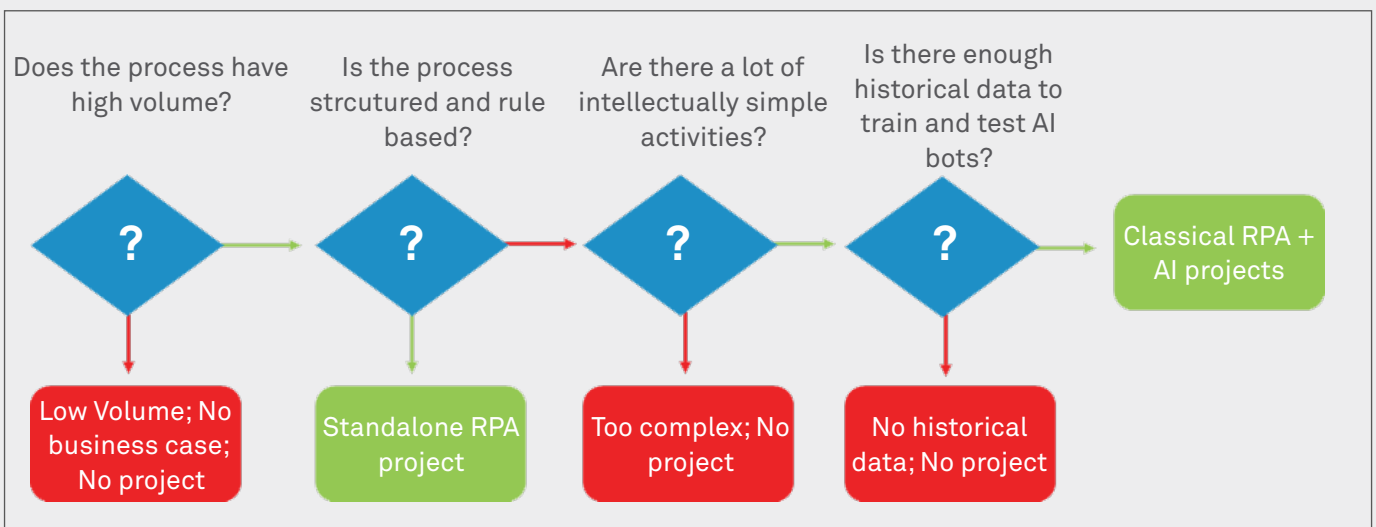 Does the process have
high volume?
Is the process
strcutured and rule
based?
Are there a lot of
intellectually simple
activities?
Is there enough
historical data to
train and test AI
bots?
?
?
?
?
Classical RPA +
AI projects
Low Volume; No
business case;
No project
Standalone RPA
project
Too complex; No
project
No historical
data; No project